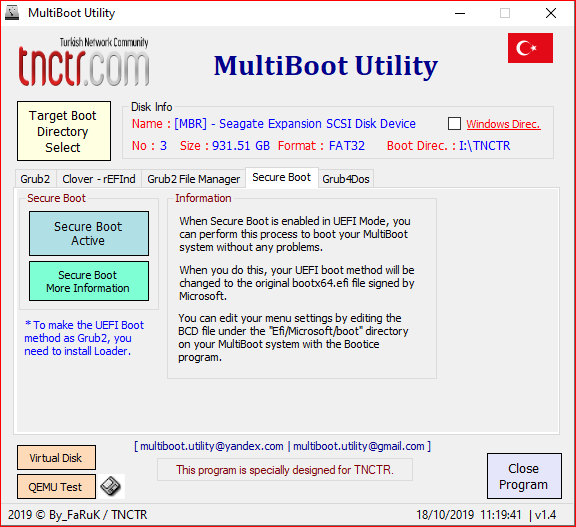 MultiBoot Utility
Turkish Network Community
tnctr.com
MultiBoot Utility
Target Boot
Directory
Select
Disk Info
Name : [MBR] - Seagate Expansion SCSI Disk Device
Windows Direc.
No : 3 Size : 931.51 GB Format : FAT32 Boot Direc. : I:\TNCTR
Grub2 Clover - rEFInd Grub2 File Manager Secure Boot Grub4Dos
Secure Boot
Secure Boot
Active
Secure Boot
More Information
* To make the UEFI Boot
method as Grub2, you
need to install Loader.
Information
When Secure Boot is enabled in UEFI Mode, you
can perform this process to boot your MultiBoot
system without any problems.
When you do this, your UEFI boot method will be
changed to the original bootx64.efi file signed by
Microsoft.
You can edit your menu settings by editing the
BCD file under the "Efi/Microsoft/boot" directory
on your MultiBoot system with the Bootice
program.
Virtual Disk
QEMU Test
[ multiboot.utility@yandex.com | multiboot.utility@gmail.com ]
This program is specially designed for TNCTR.
Close
Program
2019 © By_FaRuK / TNCTR
18/10/2019 11:19:41 | v1.4